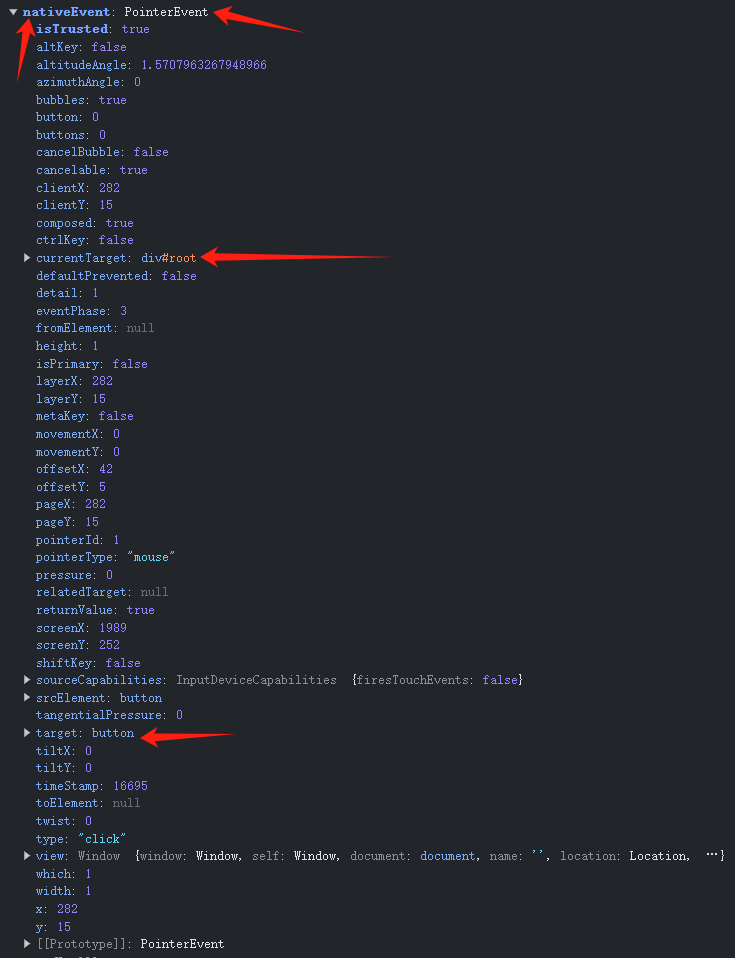 ▼ nativeEvent: PointerEvent
isTrusted: true
altKey: false
altitudeAngle: 1.5707963267948966
azimuthAngle: 0
bubbles: true
button: 0
buttons: 0
cancelBubble: false
cancelable: true
clientX: 282
clientY: 15
composed: true
ctrlKey: false
▶ currentTarget: div#root
defaultPrevented: false
detail: 1
eventPhase: 3
fromElement: null
height: 1
isPrimary: false
layerX: 282
layerY: 15
metaKey: false
movementX: 0
movementY: 0
offsetX: 42
offsetY: 5
pageX: 282
pageY: 15
pointerId: 1
pointerType: "mouse"
pressure: 0
relatedTarget: null
returnValue: true
screenX: 1989
screenY: 252
shiftKey: false
▶ sourceCapabilities: InputDeviceCapabilities {firesTouchEvents: false}
▶ srcElement: button
tangentialPressure: 0
▶ target: button
tiltX: 0
tiltY: 0
timeStamp: 16695
toElement: null
twist: 0
type: "click"
▶ view: Window {window: Window, self: Window, document: document, name: '', location: Location, …}
which: 1
width: 1
x: 282
y: 15
▶ [[Prototype]]: PointerEvent